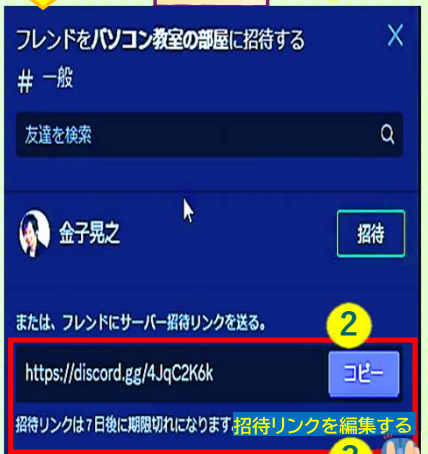 フレンドをパソコン教室の部屋に招待する
# 一般
友達を検索
金子晃之
招待
または、フレンドにサーバー招待リンクを送る。
2
https://discord.gg/4JqC2K6k
コピー
招待リンクは7日後に期限切れになります。招待リンクを編集する
3